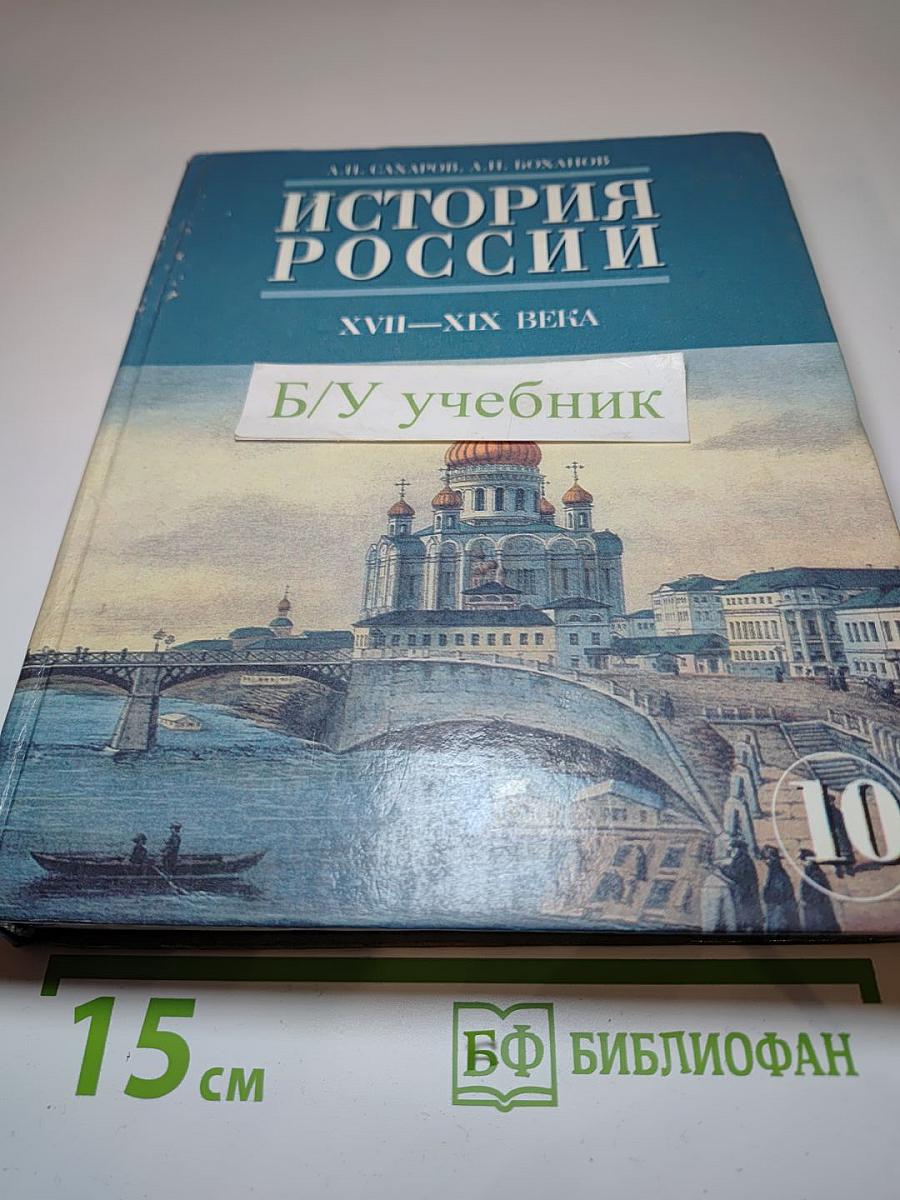 А.Н. САХАРОВ, А.Н. БОХАНОВ
ИСТОРИЯ
РОССИИ
XVII—XIX ВЕКА
Б/У учебник
10
15 см
БФ БИБЛИОФАН